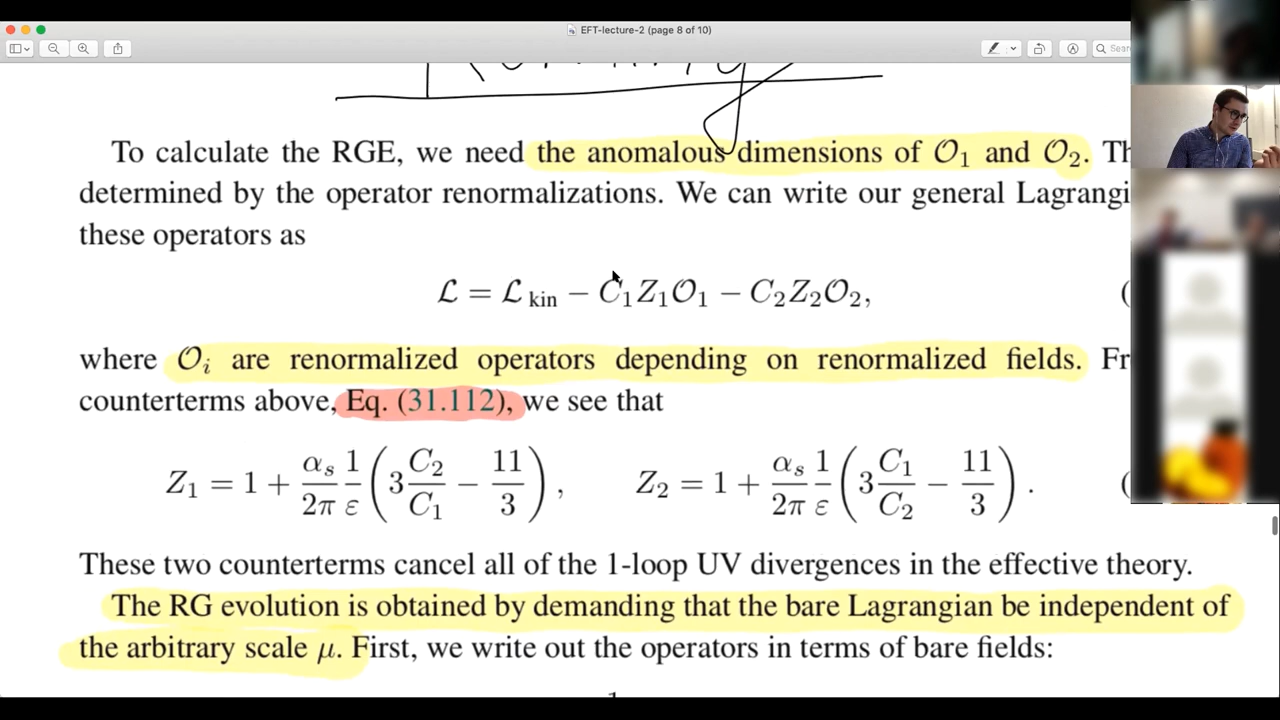 EFT-lecture-2 (page 8 of 10)
To calculate the RGE, we need the anomalous dimensions of 𝒪₁ and 𝒪₂.
determined by the operator renormalizations. We can write our general
these operators as
ℒ = ℒ_kin − C₁Z₁𝒪₁ − C₂Z₂𝒪₂,
where 𝒪ᵢ are renormalized operators depending on renormalized fields.
counterterms above, Eq. (31.112), we see that
Z₁ = 1 + α_s/2π 1/ε (3 C₂/C₁ − 11/3), Z₂ = 1 + α_s/2π 1/ε (3 C₁/C₂ − 11/3).
These two counterterms cancel all of the 1-loop UV divergences in the effective theory.
The RG evolution is obtained by demanding that the bare Lagrangian be independent of
the arbitrary scale μ. First, we write out the operators in terms of bare fields: